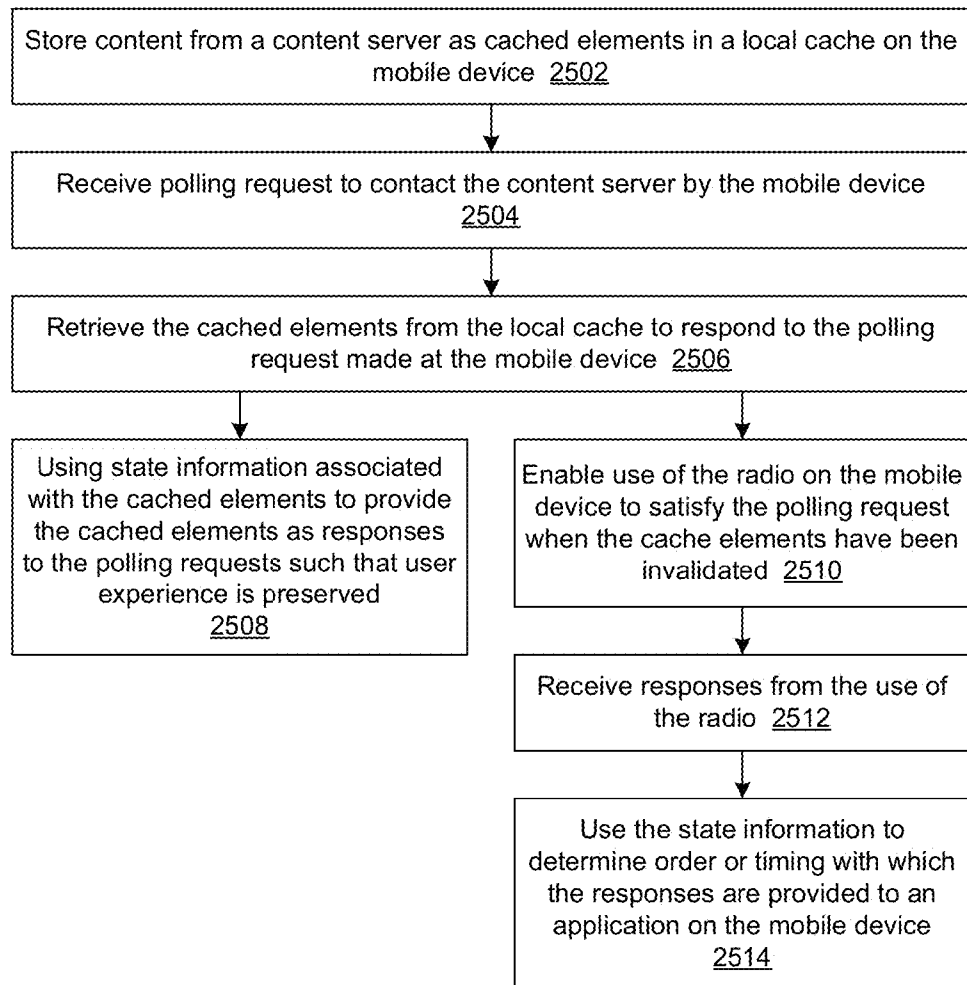 Store content from a content server as cached elements in a local cache on the
mobile device 2502
Receive polling request to contact the content server by the mobile device
2504
Retrieve the cached elements from the local cache to respond to the polling
request made at the mobile device 2506
Using state information associated
with the cached elements to provide
the cached elements as responses
to the polling requests such that user
experience is preserved
2508
Enable use of the radio on the mobile
device to satisfy the polling request
when the cache elements have been
invalidated 2510
Receive responses from the use of
the radio 2512
Use the state information to
determine order or timing with which
the responses are provided to an
application on the mobile device
2514